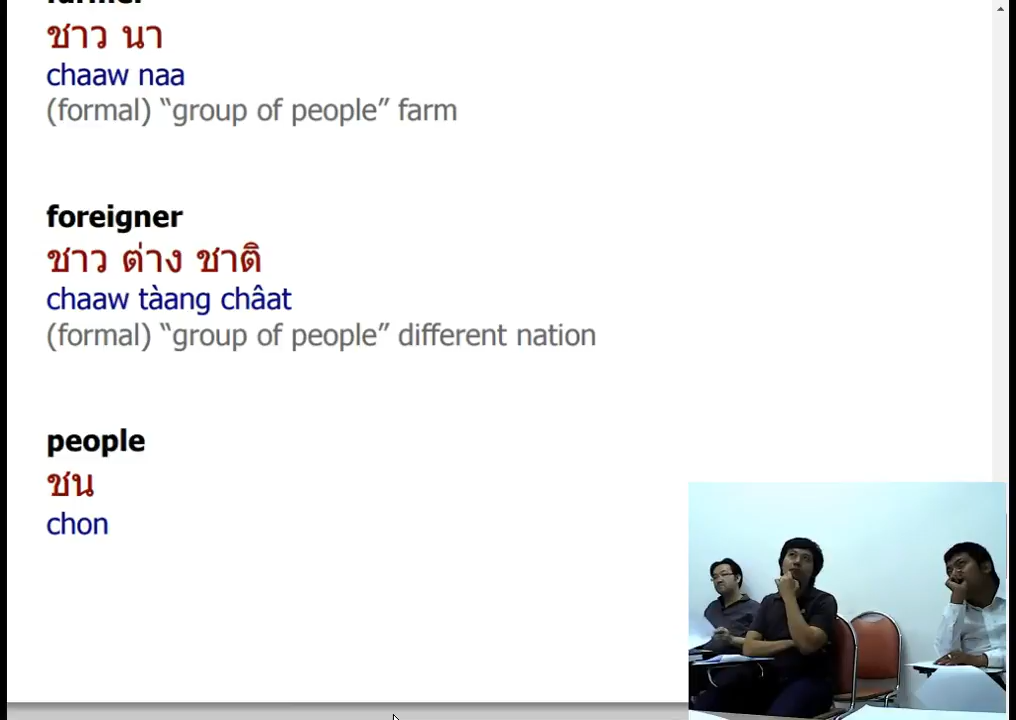 farmer
ชาว นา
chaaw naa
(formal) “group of people” farm
foreigner
ชาว ต่าง ชาติ
chaaw tàang châat
(formal) “group of people” different nation
people
ชน
chon